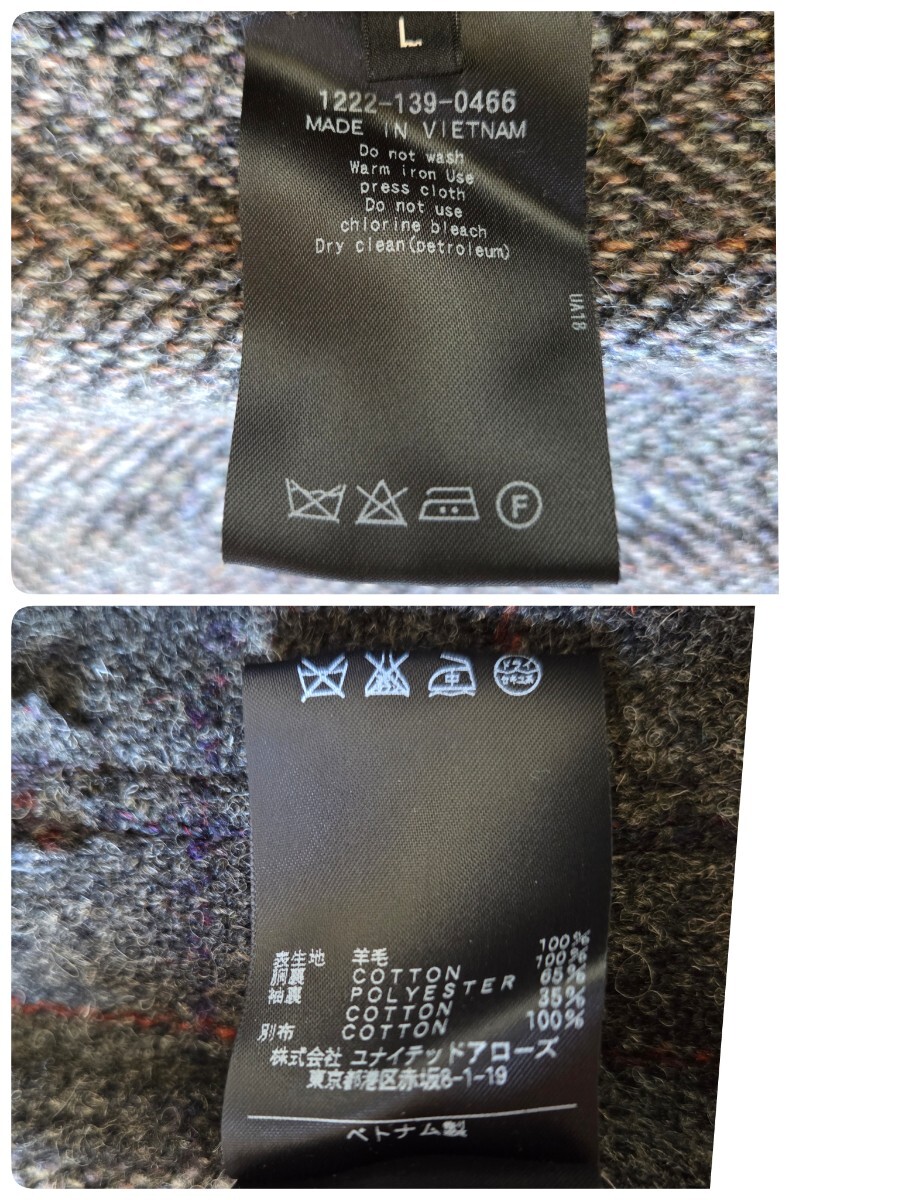 L
1222-139-0466
MADE IN VIETNAM
Do not wash
Warm iron Use
press cloth
Do not use
chlorine bleach
Dry clean(petroleum)
UA18
F
中
ドライ
セキユ系
表生地 羊毛 100%
胴裏 COTTON 100%
袖裏 POLYESTER 65%
COTTON 35%
別布 COTTON 100%
株式会社 ユナイテッドアローズ
東京都港区赤坂8-1-19
ベトナム製